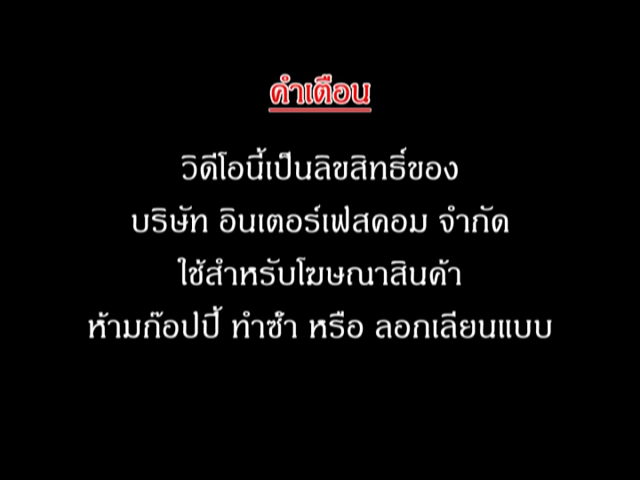 คำเตือน
วิดีโอนี้เป็นลิขสิทธิ์ของ
บริษัท อินเตอร์เฟสคอม จำกัด
ใช้สำหรับโฆษณาสินค้า
ห้ามก๊อปปี้ ทำซ้ำ หรือ ลอกเลียนแบบ